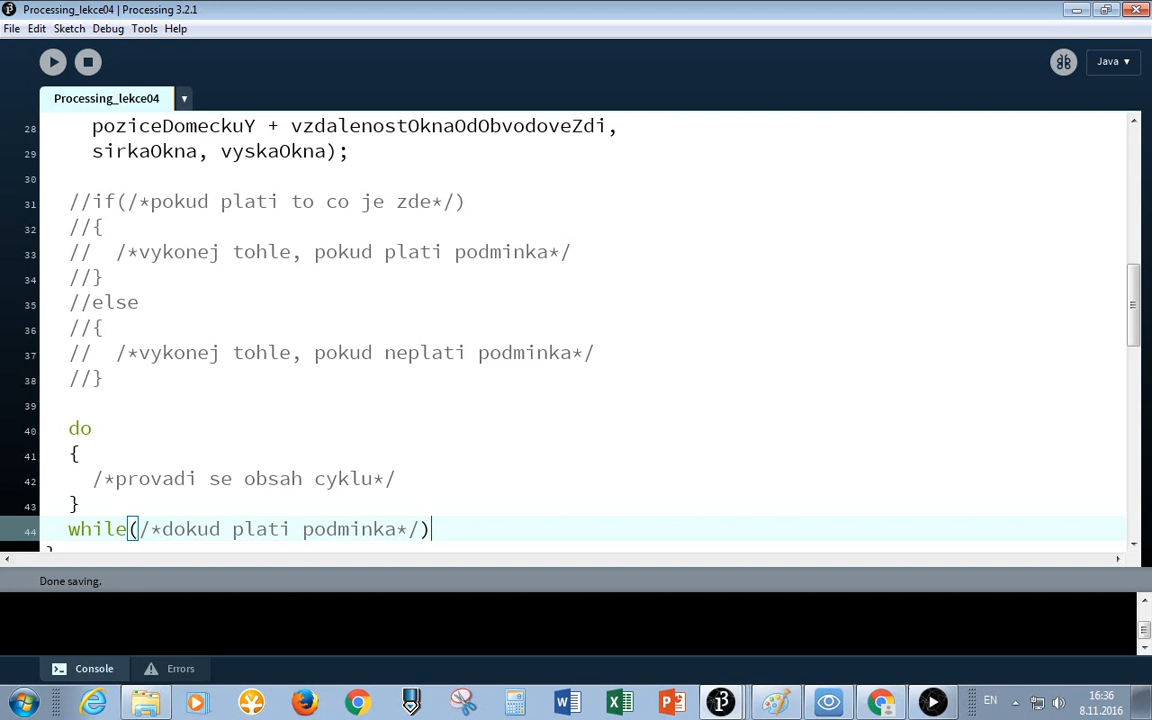 Processing_lekce04 | Processing 3.2.1
File Edit Sketch Debug Tools Help
Java ▾
Processing_lekce04
28 poziceDomeckuY + vzdalenostOknaOdObvodoveZdi,
29 sirkaOkna, vyskaOkna);
30
31 //if(/*pokud plati to co je zde*/)
32 //{
33 //  /*vykonej tohle, pokud plati podminka*/
34 //}
35 //else
36 //{
37 //  /*vykonej tohle, pokud neplati podminka*/
38 //}
39
40 do
41 {
42 /*provadi se obsah cyklu*/
43 }
44 while(/*dokud plati podminka*/)
Done saving.
Console Errors
EN 16:36
8.11.2016